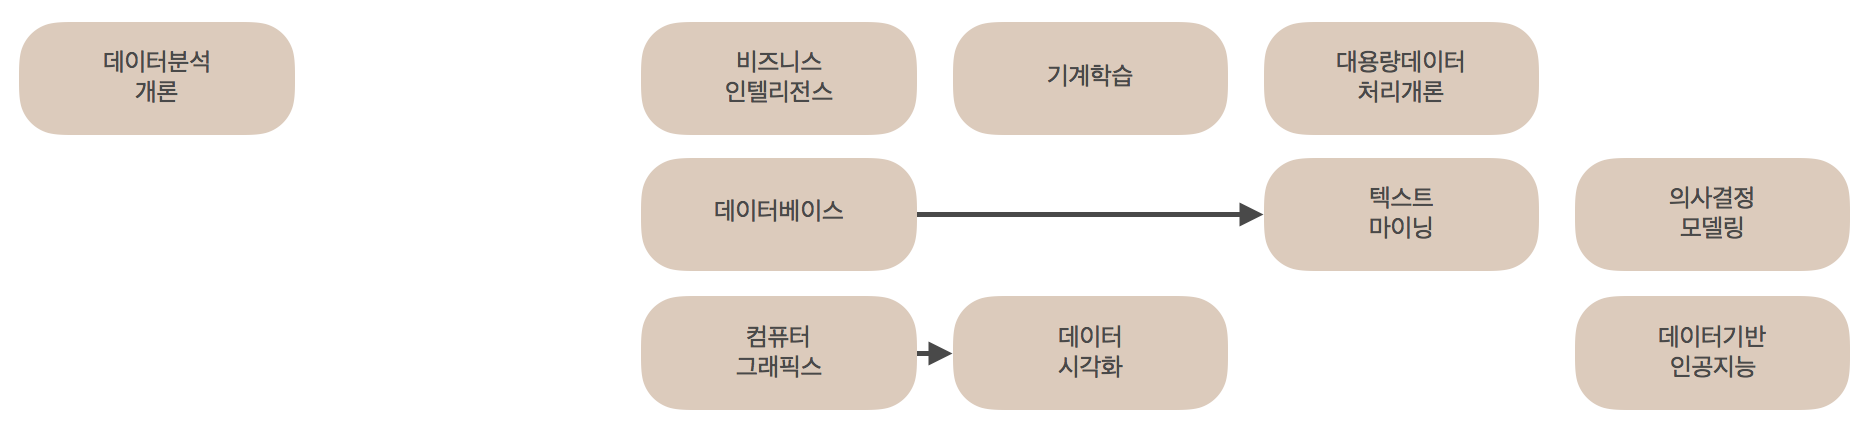 데이터분석
개론
비즈니스
인텔리전스
기계학습
대용량데이터
처리개론
데이터베이스
텍스트
마이닝
의사결정
모델링
컴퓨터
그래픽스
데이터
시각화
데이터기반
인공지능